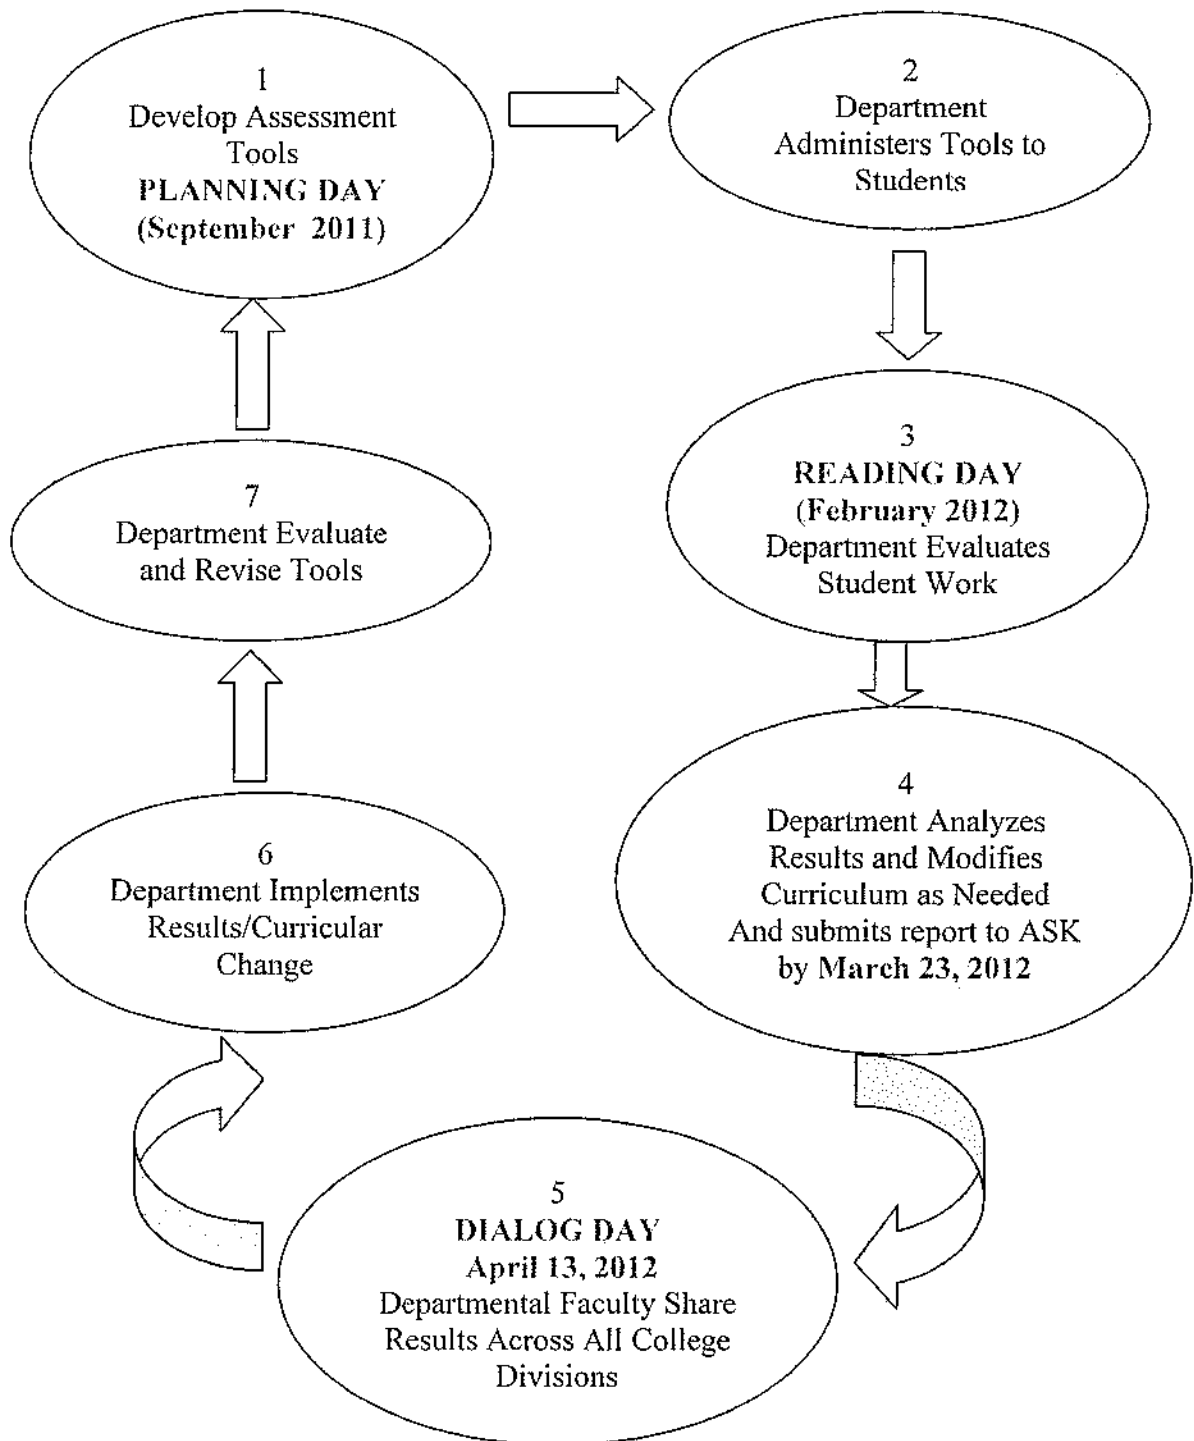 1
Develop Assessment
Tools
PLANNING DAY
(September 2011)
2
Department
Administers Tools to
Students
3
READING DAY
(February 2012)
Department Evaluates
Student Work
4
Department Analyzes
Results and Modifies
Curriculum as Needed
And submits report to ASK
by March 23, 2012
5
DIALOG DAY
April 13, 2012
Departmental Faculty Share
Results Across All College
Divisions
6
Department Implements
Results/Curricular
Change
7
Department Evaluate
and Revise Tools